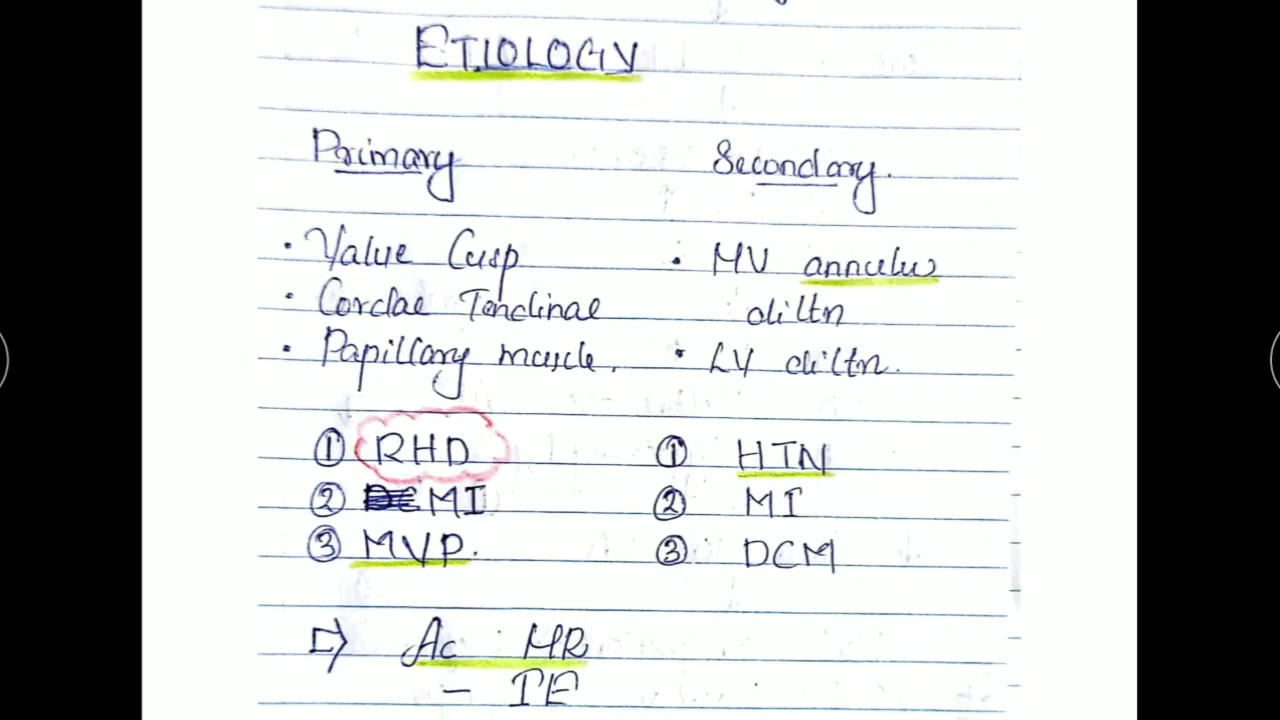 ETIOLOGY
Primary Secondary.
• Valve Cusp • MV annulus
• Cordae Tendinae diltn
• Papillary muscle. • LV diltn.
① RHD ① HTN
② MI ② MI
③ MVP. ③ DCM
⇒ Ac MR
– IE